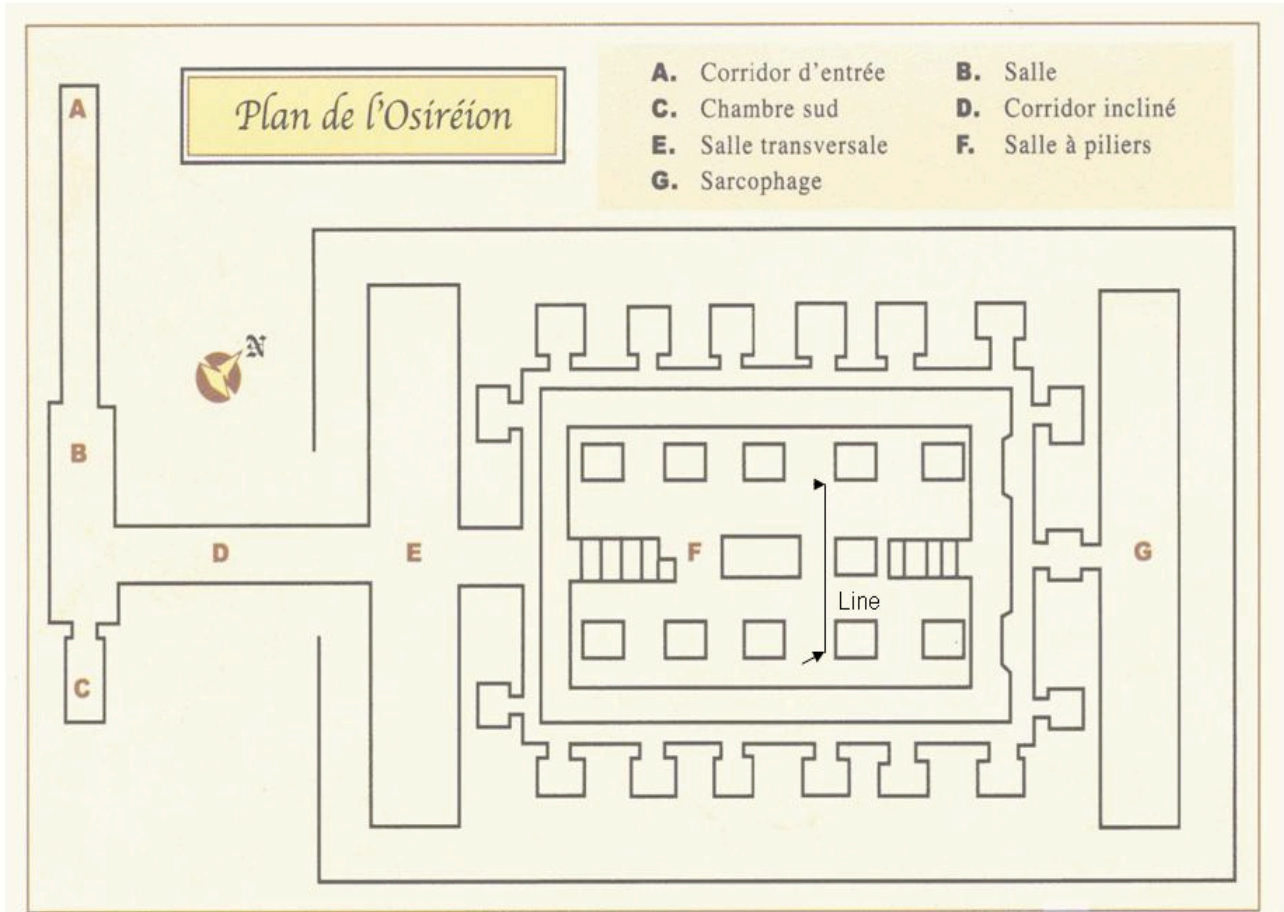 Plan de l'Osiréion
A. Corridor d'entrée
B. Salle
C. Chambre sud
D. Corridor incliné
E. Salle transversale
F. Salle à piliers
G. Sarcophage
A
N
B
D
E
F
G
Line
C